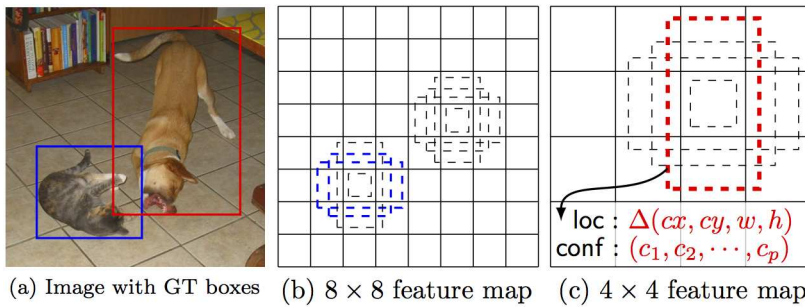 loc : Δ(cx, cy, w, h)
conf : (c₁, c₂, ⋯, cₚ)
(a) Image with GT boxes
(b) 8 × 8 feature map
(c) 4 × 4 feature map